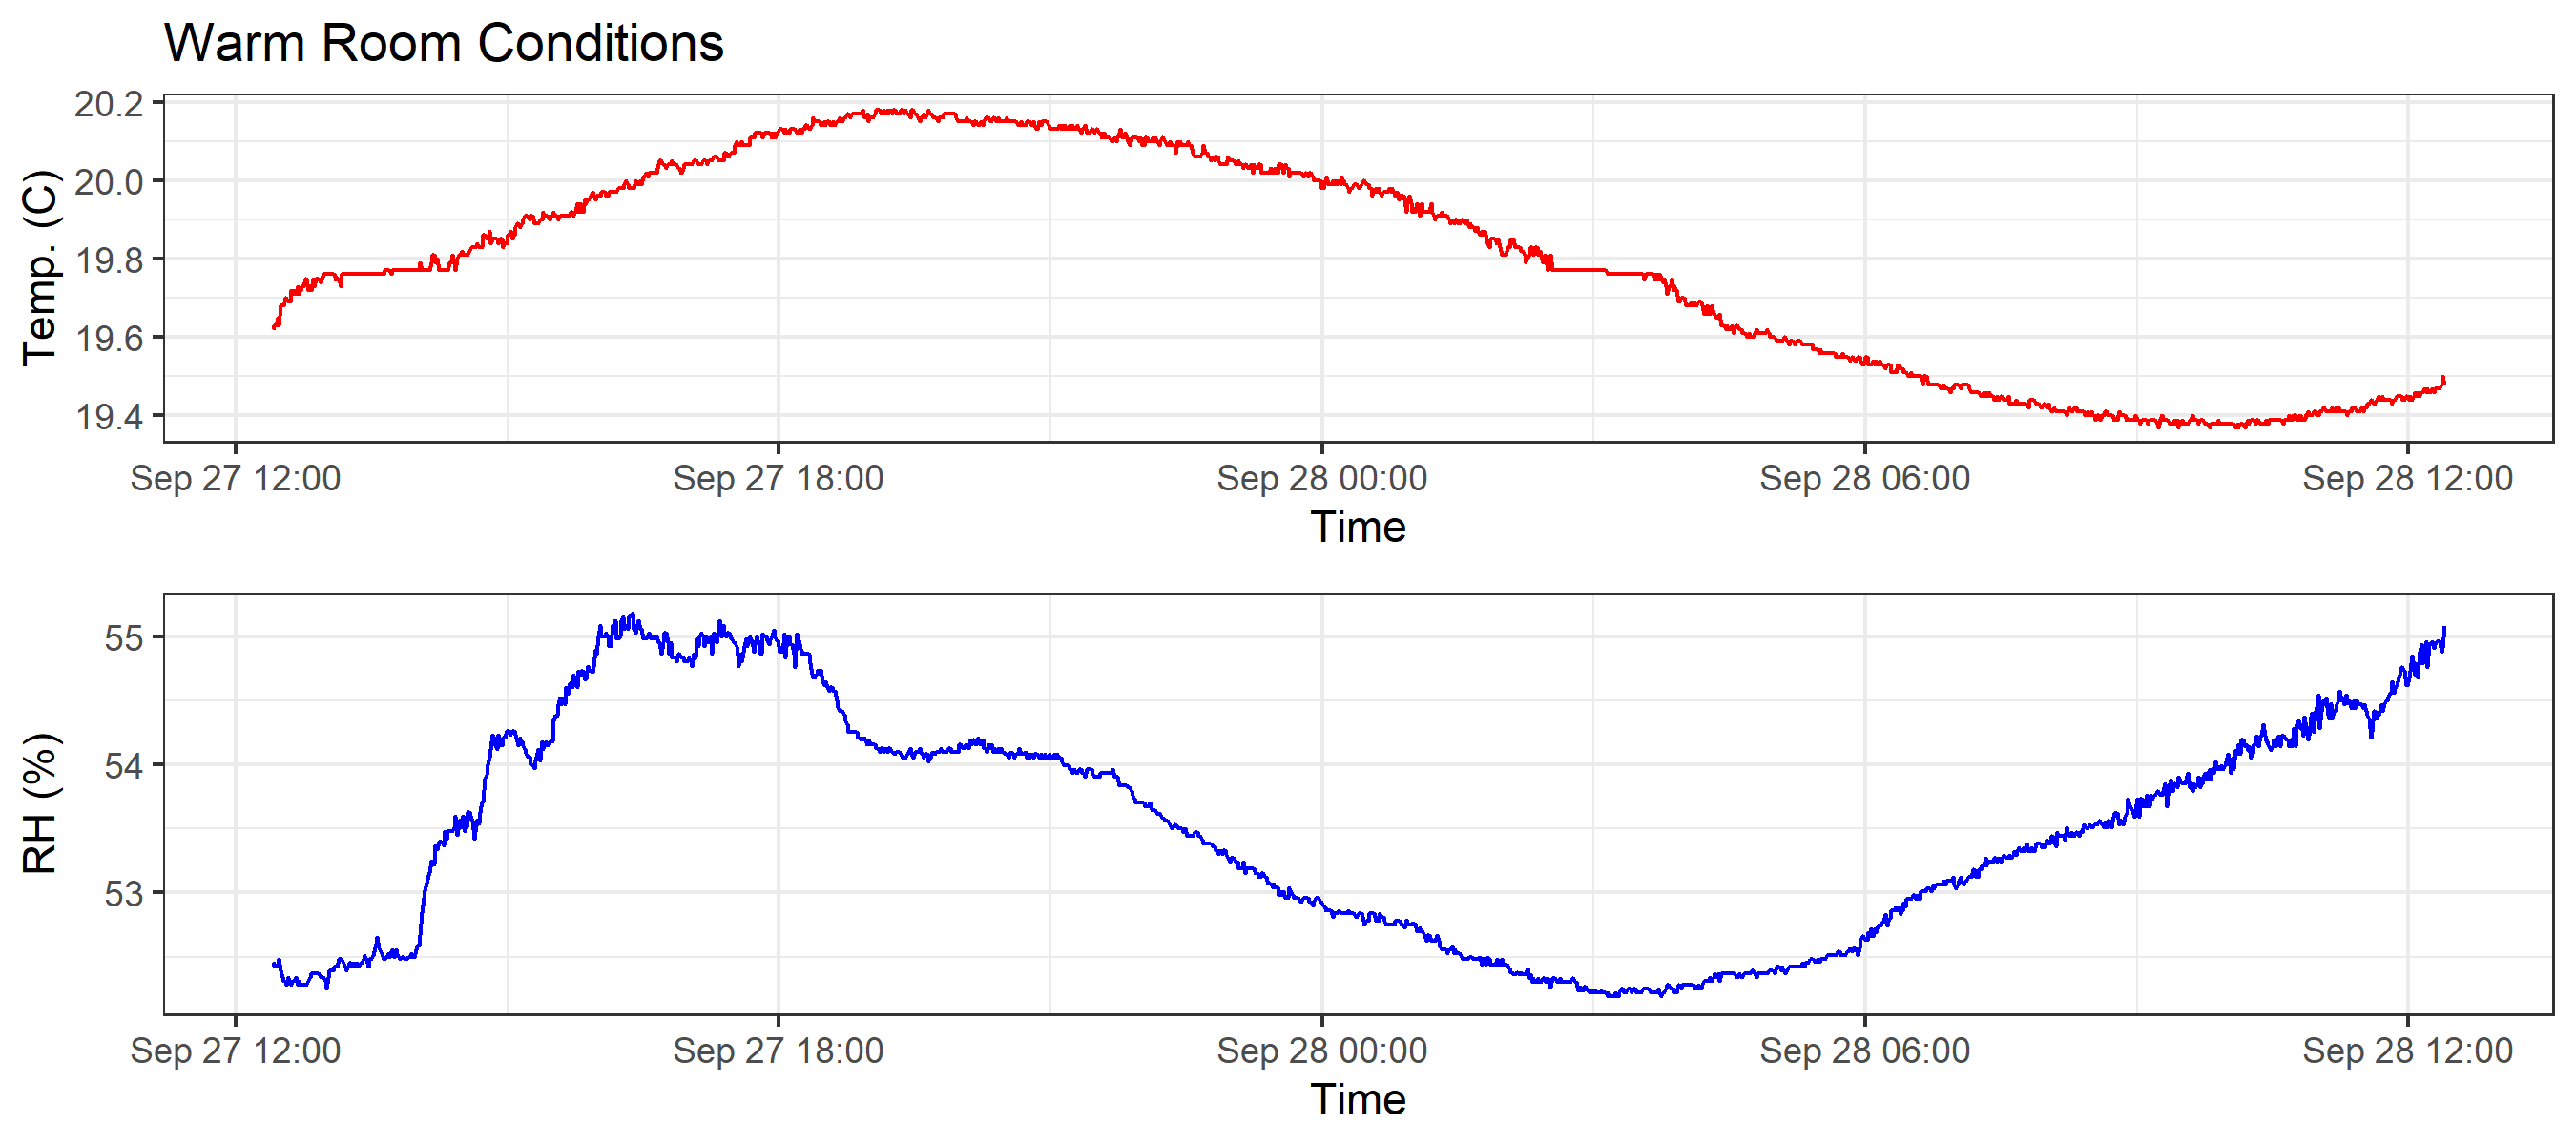 Warm Room Conditions
Temp. (C)
20.2
20.0
19.8
19.6
19.4
Sep 27 12:00 Sep 27 18:00 Sep 28 00:00 Sep 28 06:00 Sep 28 12:00
Time
RH (%)
55
54
53
Sep 27 12:00 Sep 27 18:00 Sep 28 00:00 Sep 28 06:00 Sep 28 12:00
Time